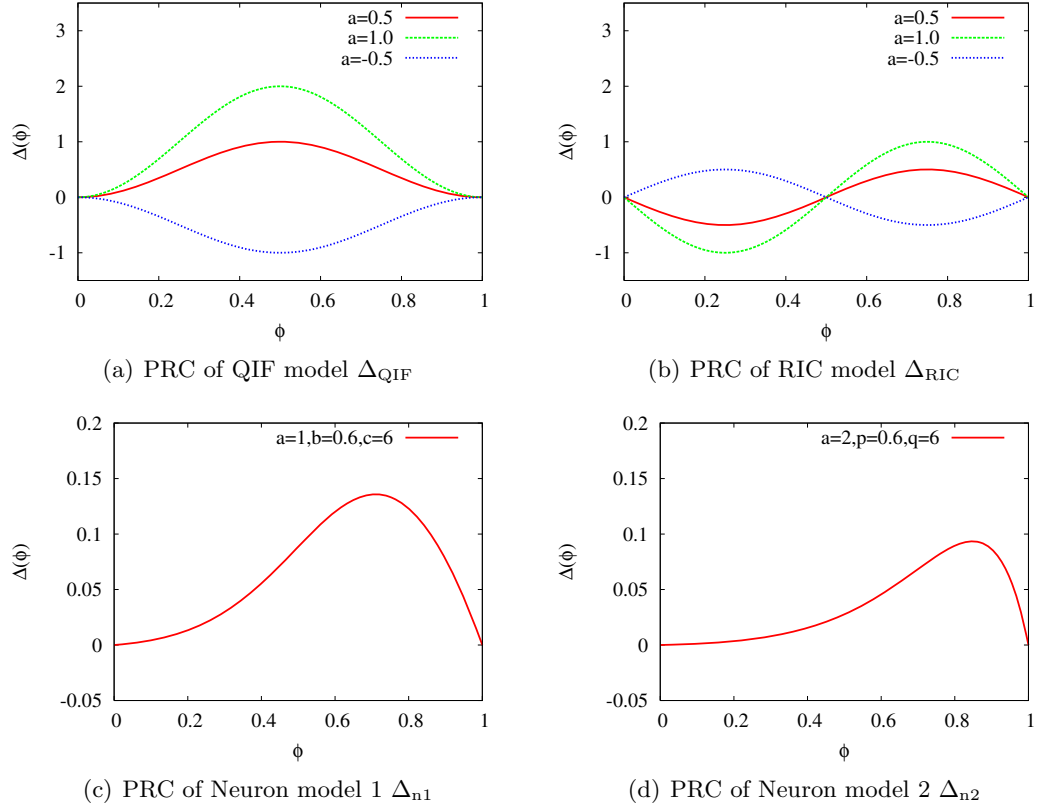 a=0.5
a=1.0
a=-0.5
3
2
1
0
-1
Δ(ϕ)
0 0.2 0.4 0.6 0.8 1
ϕ
(a) PRC of QIF model Δ_QIF
a=0.5
a=1.0
a=-0.5
3
2
1
0
-1
Δ(ϕ)
0 0.2 0.4 0.6 0.8 1
ϕ
(b) PRC of RIC model Δ_RIC
a=1,b=0.6,c=6
0.2
0.15
0.1
0.05
0
-0.05
Δ(ϕ)
0 0.2 0.4 0.6 0.8 1
ϕ
(c) PRC of Neuron model 1 Δ_n1
a=2,p=0.6,q=6
0.2
0.15
0.1
0.05
0
-0.05
Δ(ϕ)
0 0.2 0.4 0.6 0.8 1
ϕ
(d) PRC of Neuron model 2 Δ_n2